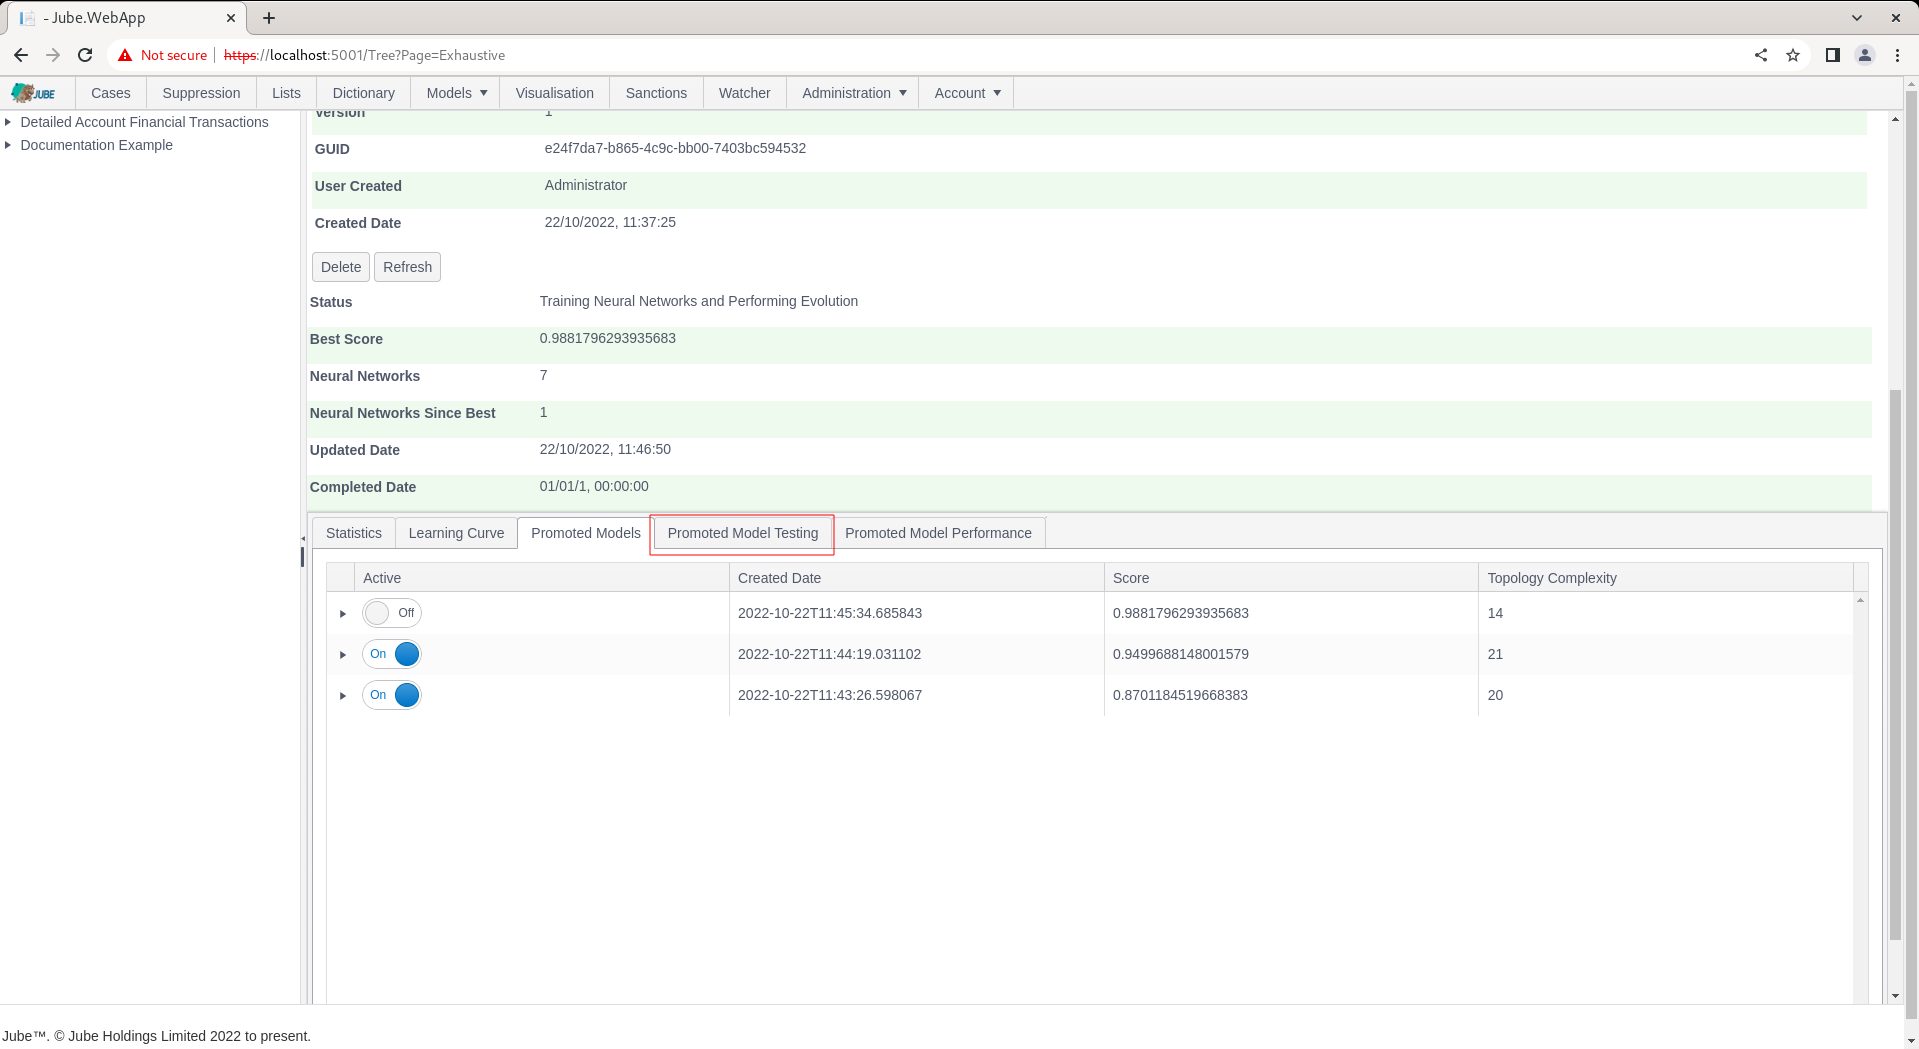 - Jube.WebApp
Not secure https://localhost:5001/Tree?Page=Exhaustive
JUBE Cases Suppression Lists Dictionary Models Visualisation Sanctions Watcher Administration Account
Detailed Account Financial Transactions
Documentation Example
Version 1
GUID e24f7da7-b865-4c9c-bb00-7403bc594532
User Created Administrator
Created Date 22/10/2022, 11:37:25
Delete Refresh
Status Training Neural Networks and Performing Evolution
Best Score 0.9881796293935683
Neural Networks 7
Neural Networks Since Best 1
Updated Date 22/10/2022, 11:46:50
Completed Date 01/01/1, 00:00:00
Statistics Learning Curve Promoted Models Promoted Model Testing Promoted Model Performance
Active Created Date Score Topology Complexity
Off 2022-10-22T11:45:34.685843 0.9881796293935683 14
On 2022-10-22T11:44:19.031102 0.9499688148001579 21
On 2022-10-22T11:43:26.598067 0.8701184519668383 20
Jube™. © Jube Holdings Limited 2022 to present.